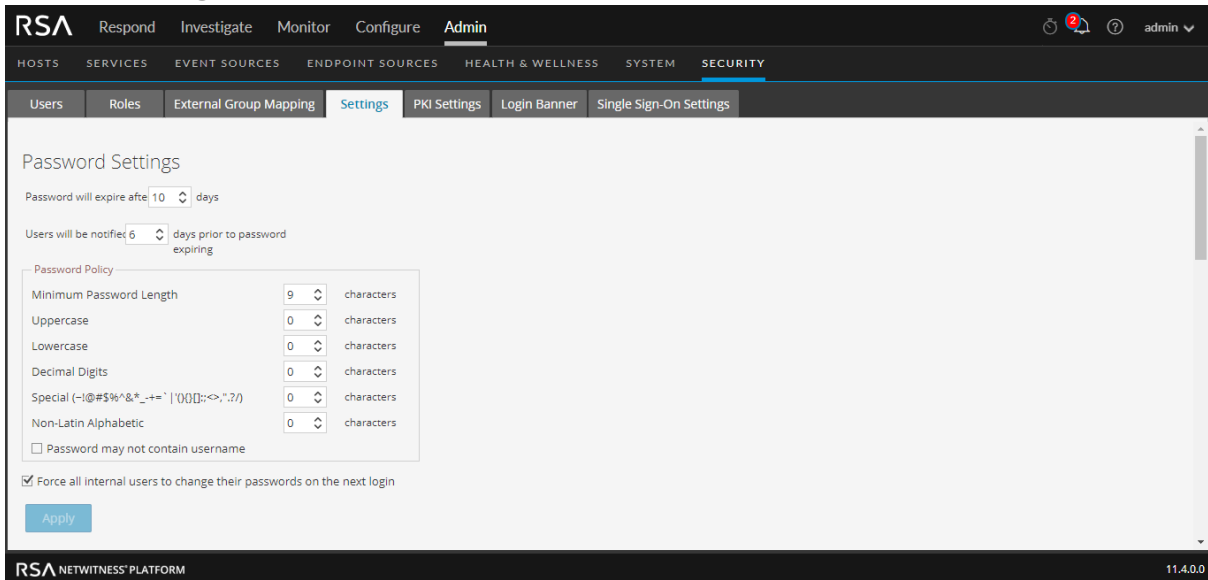 RSA Respond Investigate Monitor Configure Admin 2 ? admin
HOSTS SERVICES EVENT SOURCES ENDPOINT SOURCES HEALTH & WELLNESS SYSTEM SECURITY
Users Roles External Group Mapping Settings PKI Settings Login Banner Single Sign-On Settings
Password Settings
Password will expire afte 10 days
Users will be notified 6 days prior to password
expiring
Password Policy
Minimum Password Length 9 characters
Uppercase 0 characters
Lowercase 0 characters
Decimal Digits 0 characters
Special (~!@#$%^&*_-+=`|'(){}[]:;<>,".?/) 0 characters
Non-Latin Alphabetic 0 characters
Password may not contain username
Force all internal users to change their passwords on the next login
Apply
RSA NETWITNESS® PLATFORM 11.4.0.0